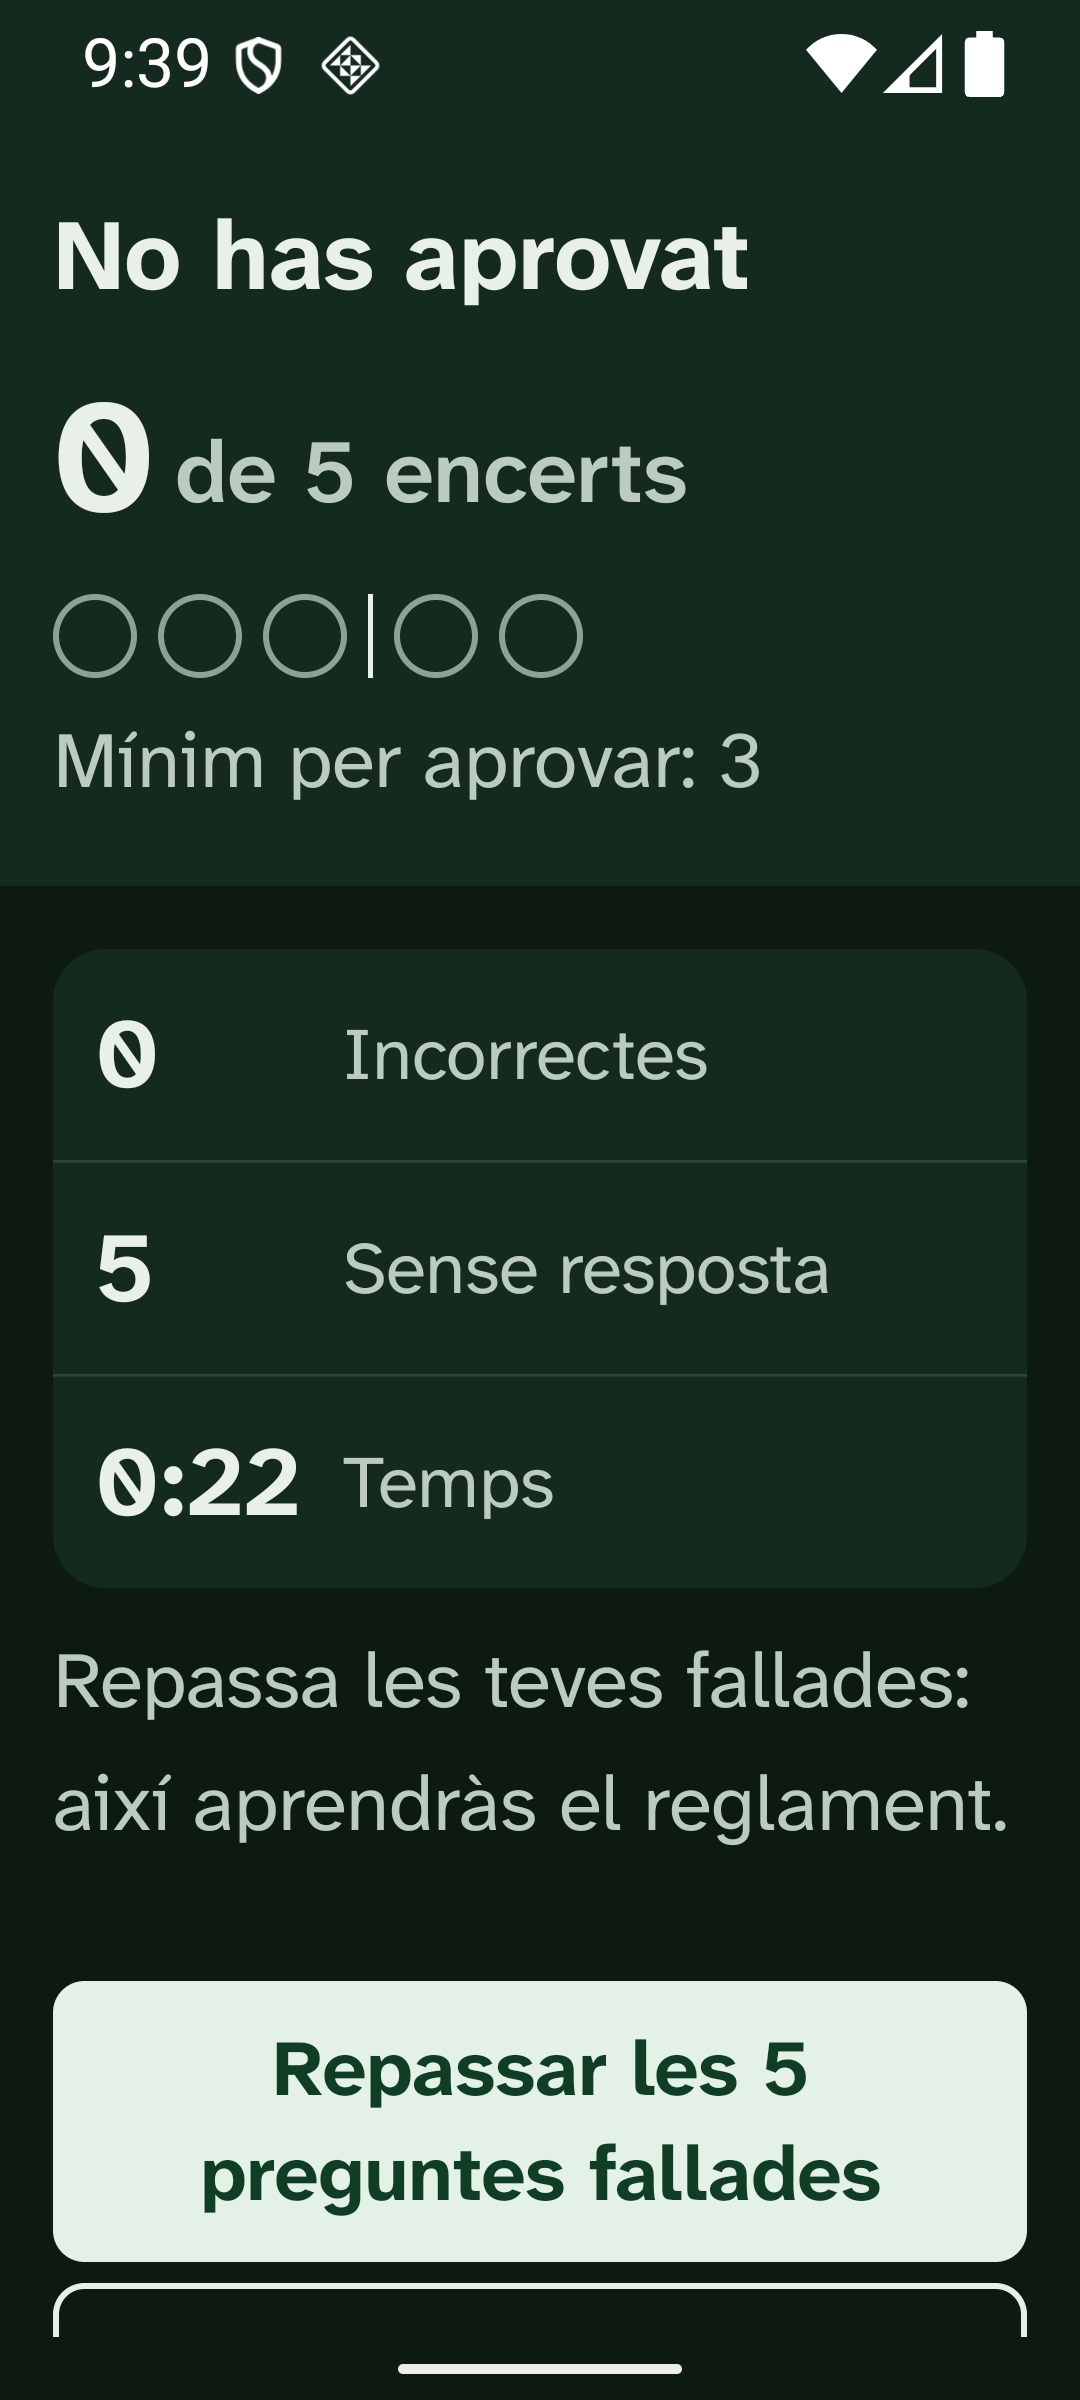 9:39
No has aprovat
0 de 5 encerts
Mínim per aprovar: 3
0 Incorrectes
5 Sense resposta
0:22 Temps
Repassa les teves fallades:
així aprendràs el reglament.
Repassar les 5
preguntes fallades